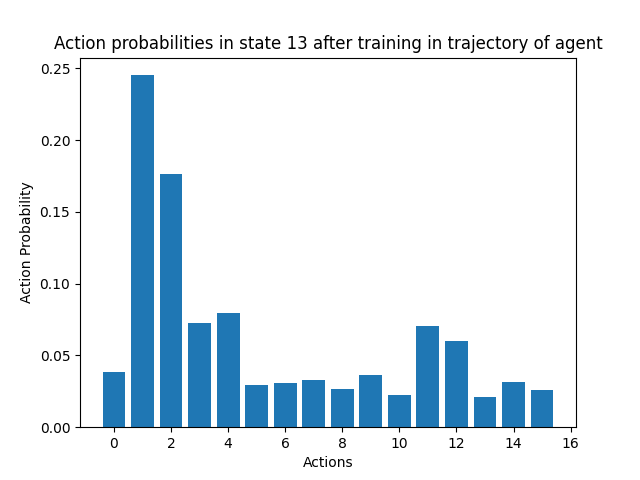 Action probabilities in state 13 after training in trajectory of agent
0.25
0.20
0.15
0.10
0.05
0.00
Action Probability
0 2 4 6 8 10 12 14 16
Actions